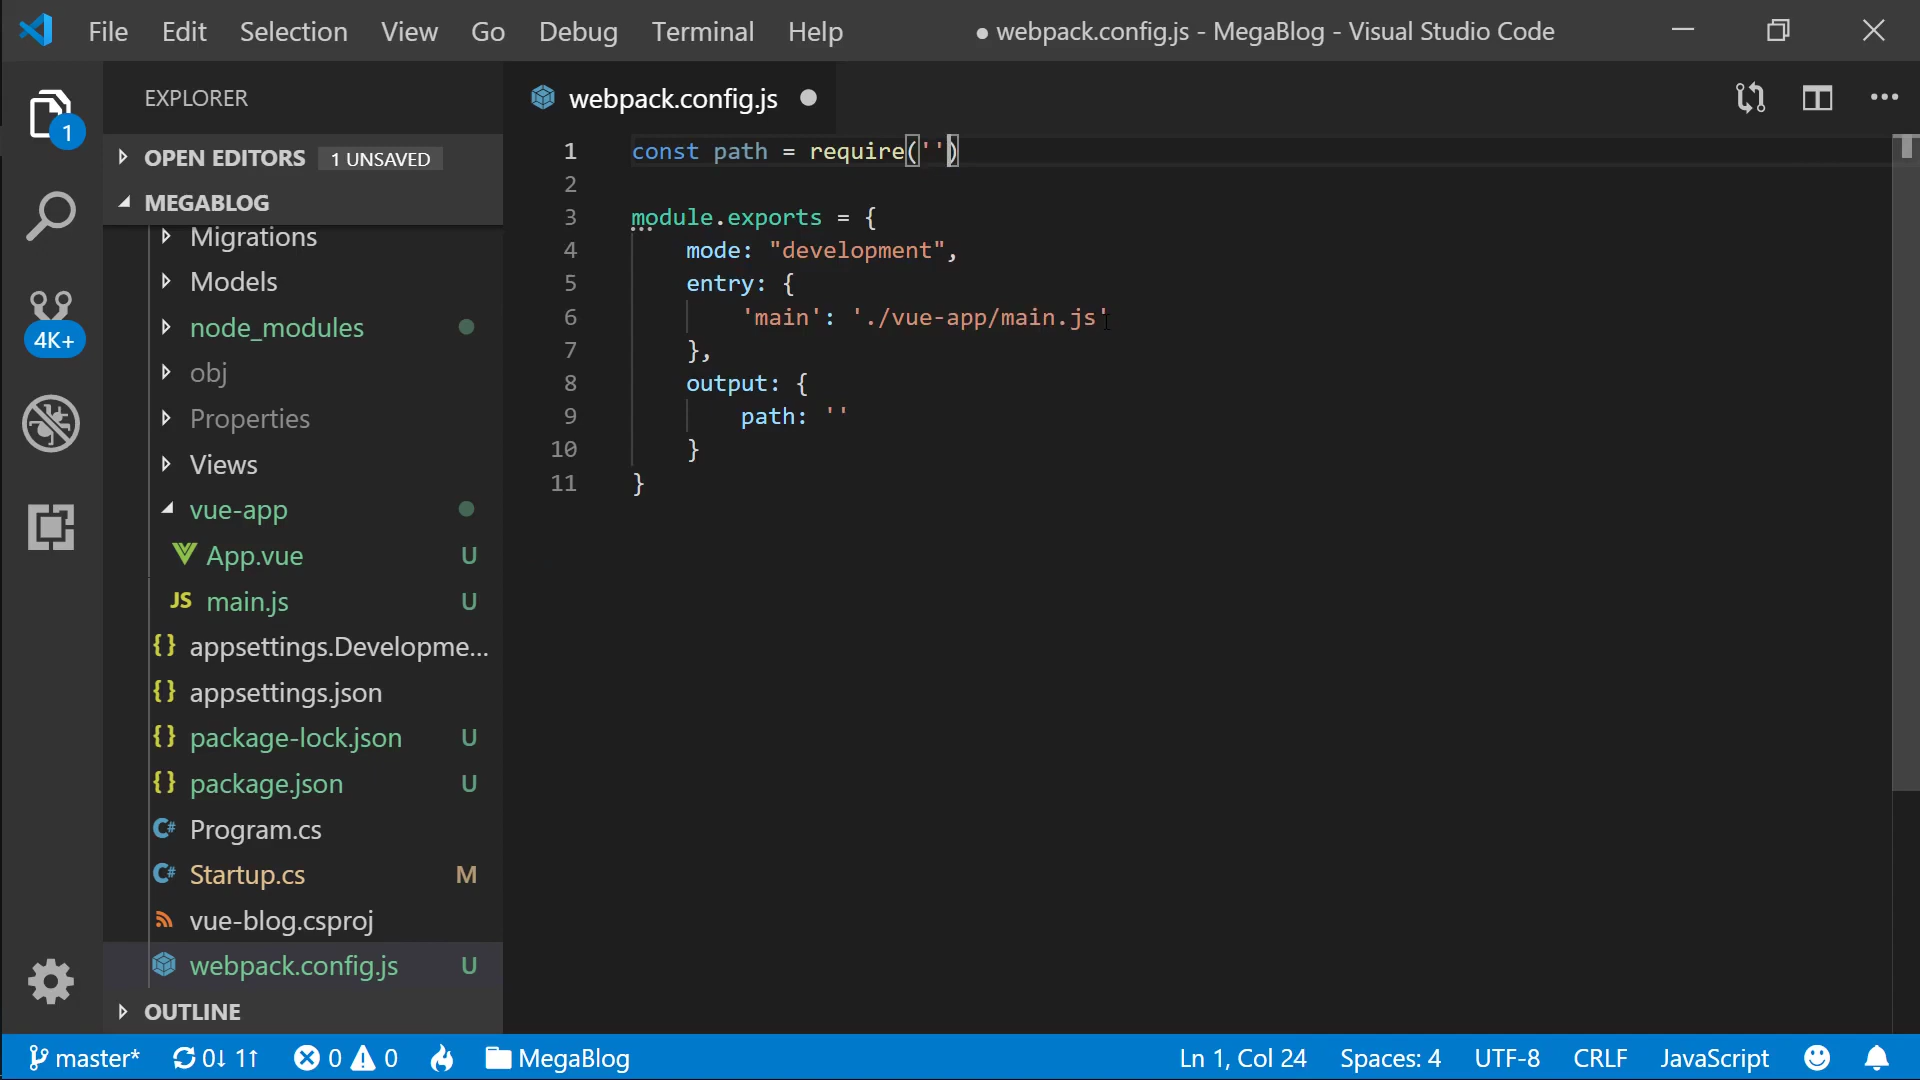 File Edit Selection View Go Debug Terminal Help ● webpack.config.js - MegaBlog - Visual Studio Code
1
4K+
EXPLORER
OPEN EDITORS 1 UNSAVED
MEGABLOG
Migrations
Models
node_modules
obj
Properties
Views
vue-app
App.vue U
JS main.js U
{} appsettings.Developme...
{} appsettings.json
{} package-lock.json U
{} package.json U
C# Program.cs
C# Startup.cs M
vue-blog.csproj
webpack.config.js U
OUTLINE
webpack.config.js
1 const path = require('')
2
3 module.exports = {
4 mode: "development",
5 entry: {
6 'main': './vue-app/main.js'
7 },
8 output: {
9 path: ''
10 }
11 }
master* 0↓ 1↑ 0 0 MegaBlog Ln 1, Col 24 Spaces: 4 UTF-8 CRLF JavaScript